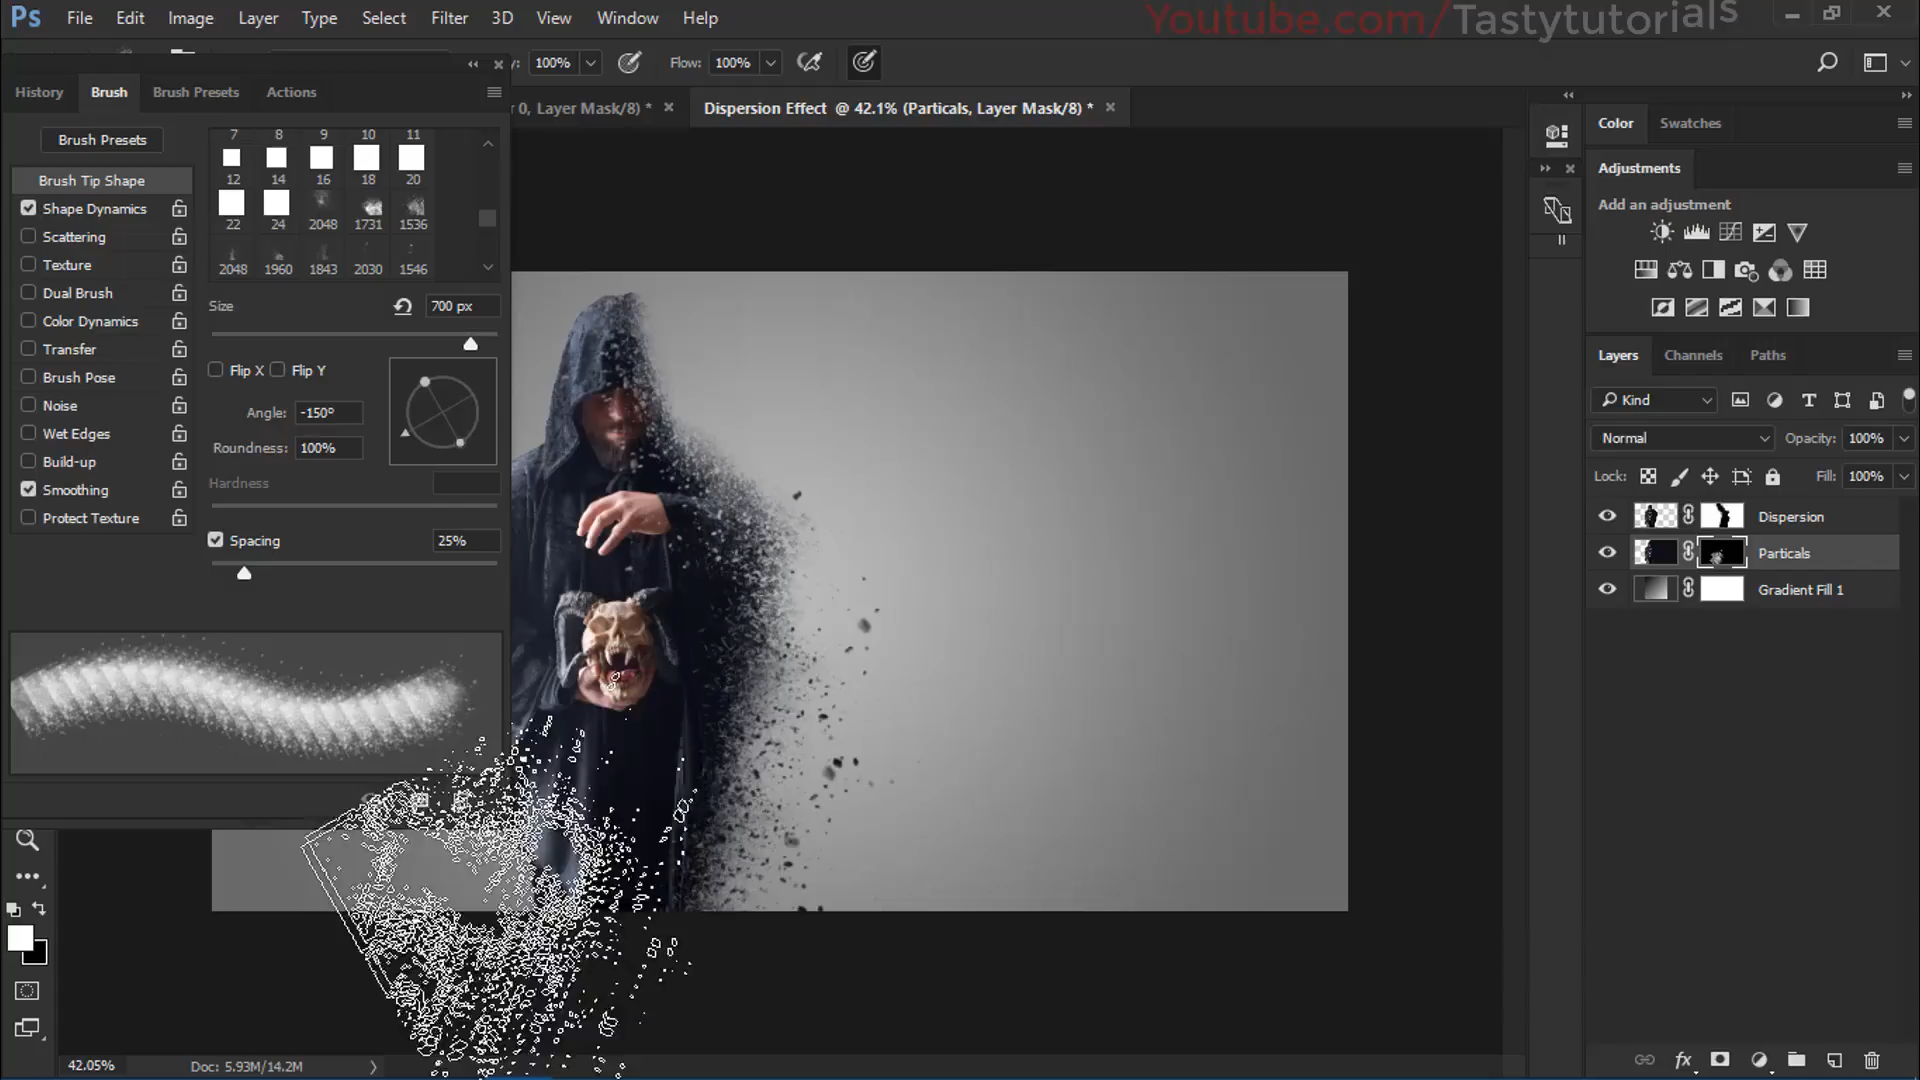 Ps File Edit Image Layer Type Select Filter 3D View Window Help
Youtube.com/Tastytutorials
100% Flow: 100%
History Brush Brush Presets Actions
r 0, Layer Mask/8) * Dispersion Effect @ 42.1% (Particals, Layer Mask/8) *
Color Swatches
Brush Presets
7 8 9 10 11
12 14 16 18 20
22 24 2048 1731 1536
2048 1960 1843 2030 1546
Brush Tip Shape
Shape Dynamics
Scattering
Texture
Dual Brush
Color Dynamics
Transfer
Brush Pose
Noise
Wet Edges
Build-up
Smoothing
Protect Texture
Size 700 px
Flip X Flip Y
Angle: -150°
Roundness: 100%
Hardness
Spacing 25%
Adjustments
Add an adjustment
Layers Channels Paths
Kind
Normal Opacity: 100%
Lock: Fill: 100%
Dispersion
Particals
Gradient Fill 1
fx
42.05% Doc: 5.93M/14.2M